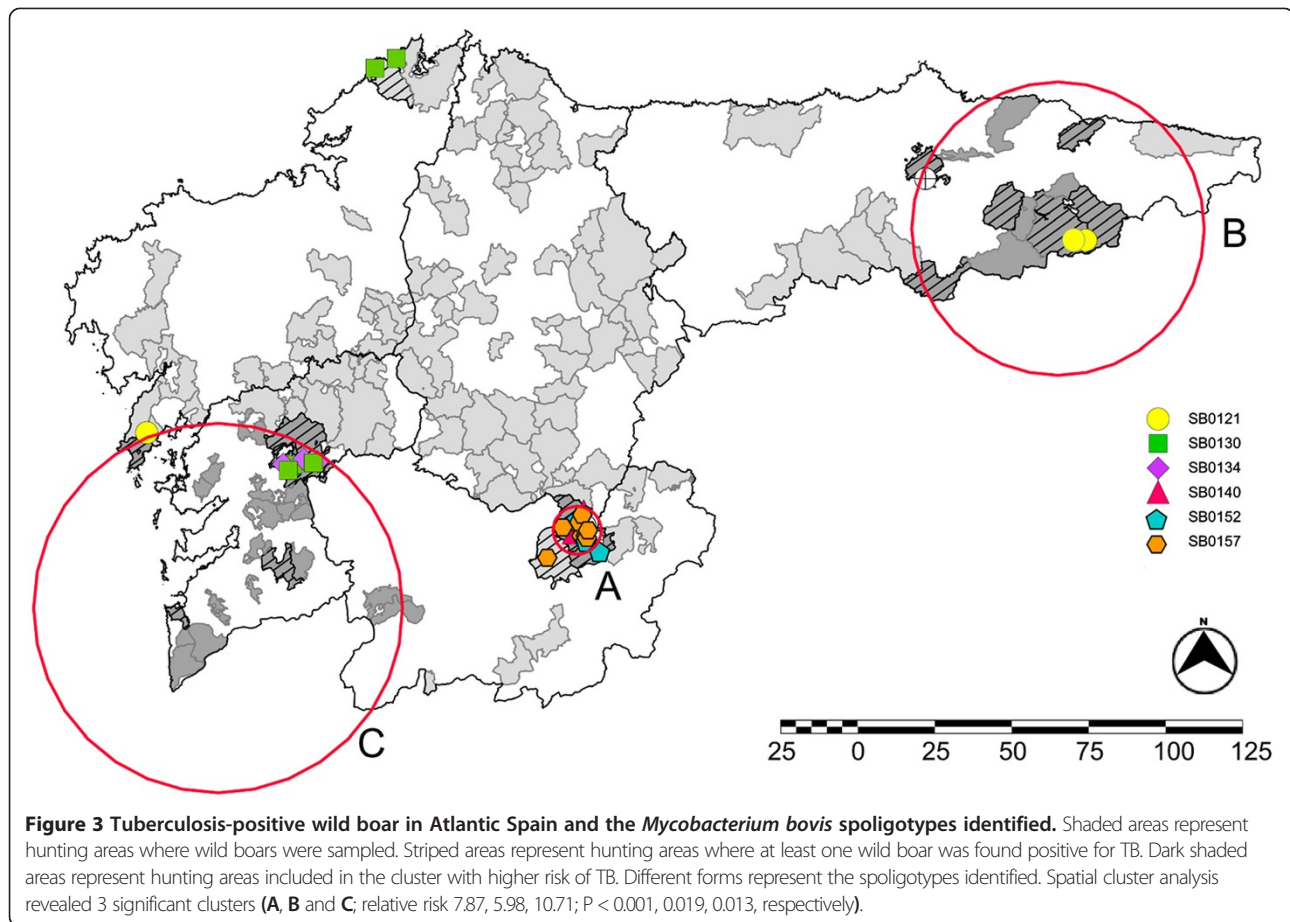 B
SB0121
SB0130
SB0134
SB0140
SB0152
SB0157
A
N
C
25 0 25 50 75 100 125
Figure 3 Tuberculosis-positive wild boar in Atlantic Spain and the Mycobacterium bovis spoligotypes identified. Shaded areas represent
hunting areas where wild boars were sampled. Striped areas represent hunting areas where at least one wild boar was found positive for TB. Dark shaded
areas represent hunting areas included in the cluster with higher risk of TB. Different forms represent the spoligotypes identified. Spatial cluster analysis
revealed 3 significant clusters (A, B and C; relative risk 7.87, 5.98, 10.71; P < 0.001, 0.019, 0.013, respectively).